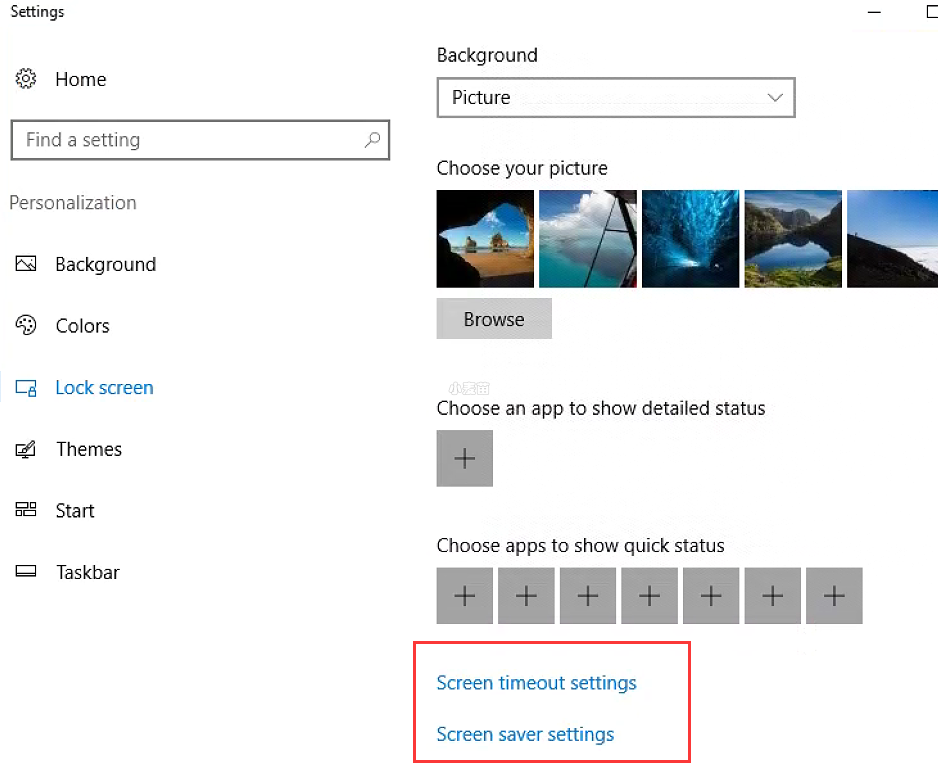 Settings
Home
Find a setting
Personalization
Background
Colors
Lock screen
Themes
Start
Taskbar
Background
Picture
Choose your picture
Browse
Choose an app to show detailed status
Choose apps to show quick status
Screen timeout settings
Screen saver settings